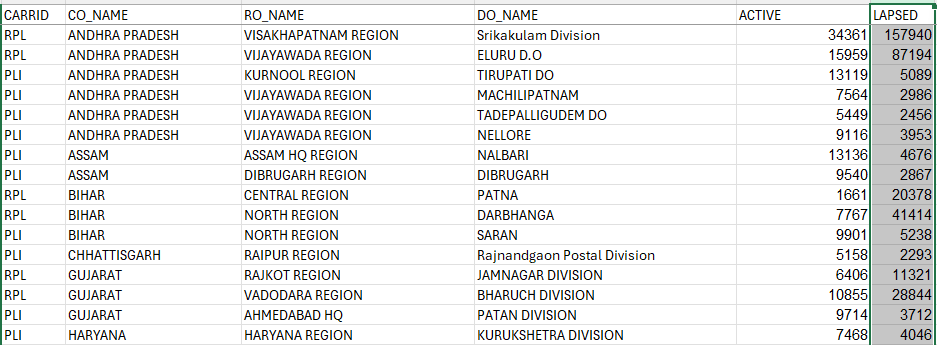 CARRID CO_NAME RO_NAME DO_NAME ACTIVE LAPSED
RPL ANDHRA PRADESH VISAKHAPATNAM REGION Srikakulam Division 34361 157940
RPL ANDHRA PRADESH VIJAYAWADA REGION ELURU D.O 15959 87194
PLI ANDHRA PRADESH KURNOOL REGION TIRUPATI DO 13119 5089
PLI ANDHRA PRADESH VIJAYAWADA REGION MACHILIPATNAM 7564 2986
PLI ANDHRA PRADESH VIJAYAWADA REGION TADEPALLIGUDEM DO 5449 2456
PLI ANDHRA PRADESH VIJAYAWADA REGION NELLORE 9116 3953
PLI ASSAM ASSAM HQ REGION NALBARI 13136 4676
PLI ASSAM DIBRUGARH REGION DIBRUGARH 9540 2867
RPL BIHAR CENTRAL REGION PATNA 1661 20378
RPL BIHAR NORTH REGION DARBHANGA 7767 41414
PLI BIHAR NORTH REGION SARAN 9901 5238
PLI CHHATTISGARH RAIPUR REGION Rajnandgaon Postal Division 5158 2293
RPL GUJARAT RAJKOT REGION JAMNAGAR DIVISION 6406 11321
RPL GUJARAT VADODARA REGION BHARUCH DIVISION 10855 28844
PLI GUJARAT AHMEDABAD HQ PATAN DIVISION 9714 3712
PLI HARYANA HARYANA REGION KURUKSHETRA DIVISION 7468 4046